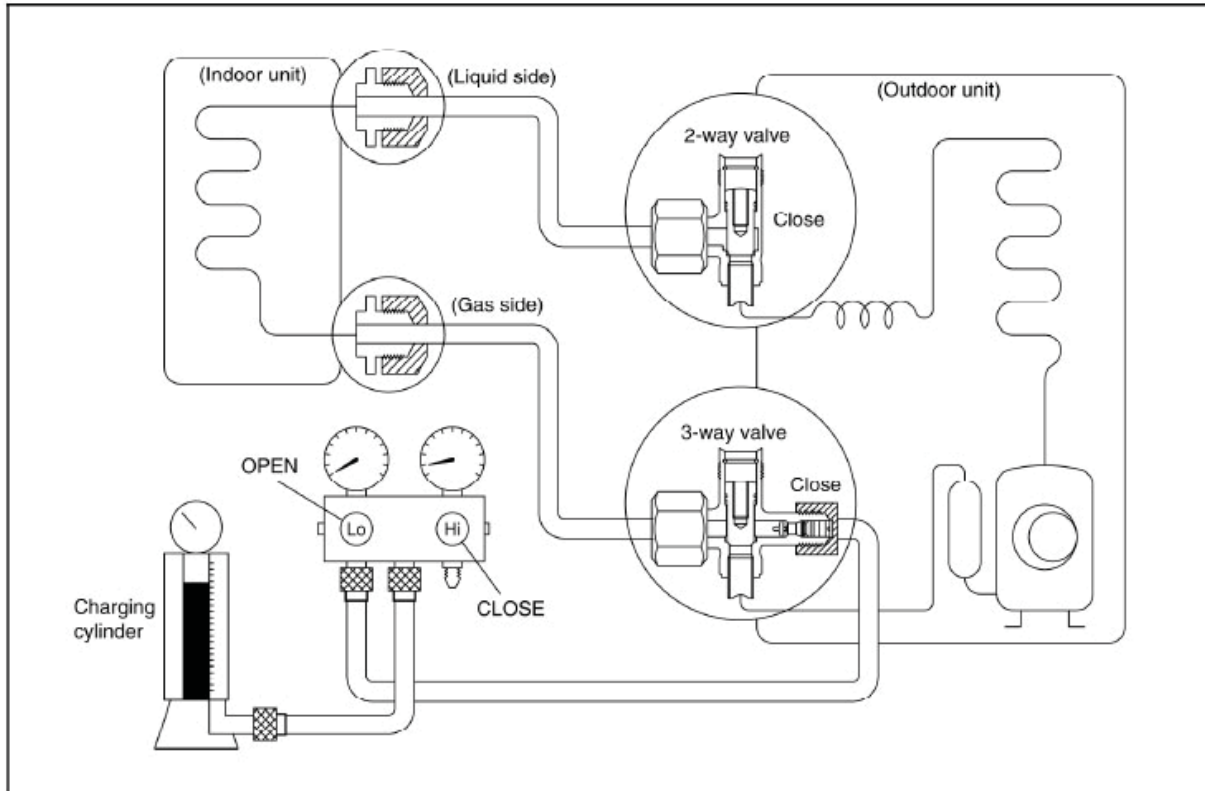 (Indoor unit)
(Liquid side)
(Outdoor unit)
2-way valve
Close
(Gas side)
3-way valve
Close
OPEN
Lo
Hi
CLOSE
Charging
cylinder